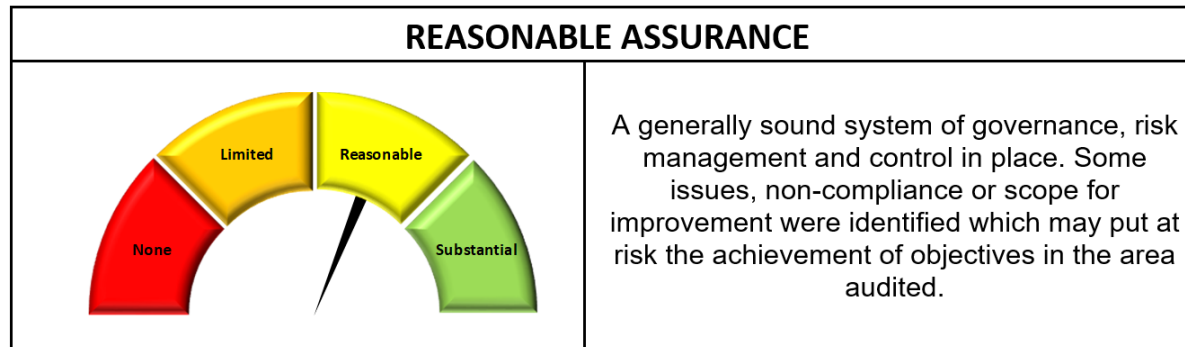 REASONABLE ASSURANCE
Limited
Reasonable
None
Substantial
A generally sound system of governance, risk
management and control in place. Some
issues, non-compliance or scope for
improvement were identified which may put at
risk the achievement of objectives in the area
audited.